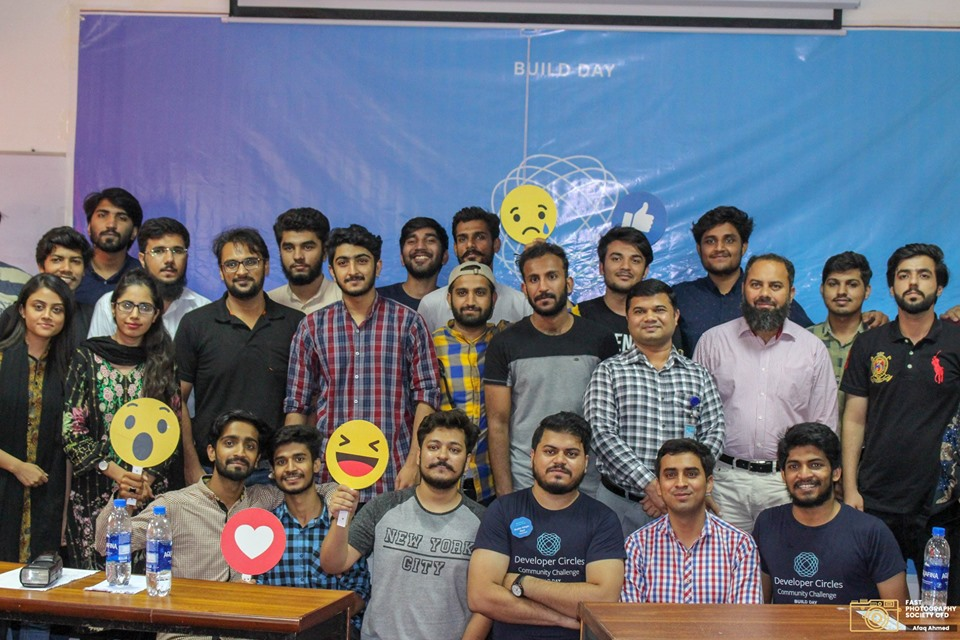 BUILD DAY
NEW YORK
CITY
Developer Circles
Community Challenge
Developer Circles
Community Challenge
BUILD DAY
FAST
PHOTOGRAPHY
SOCIETY CFD
Afaq Ahmed